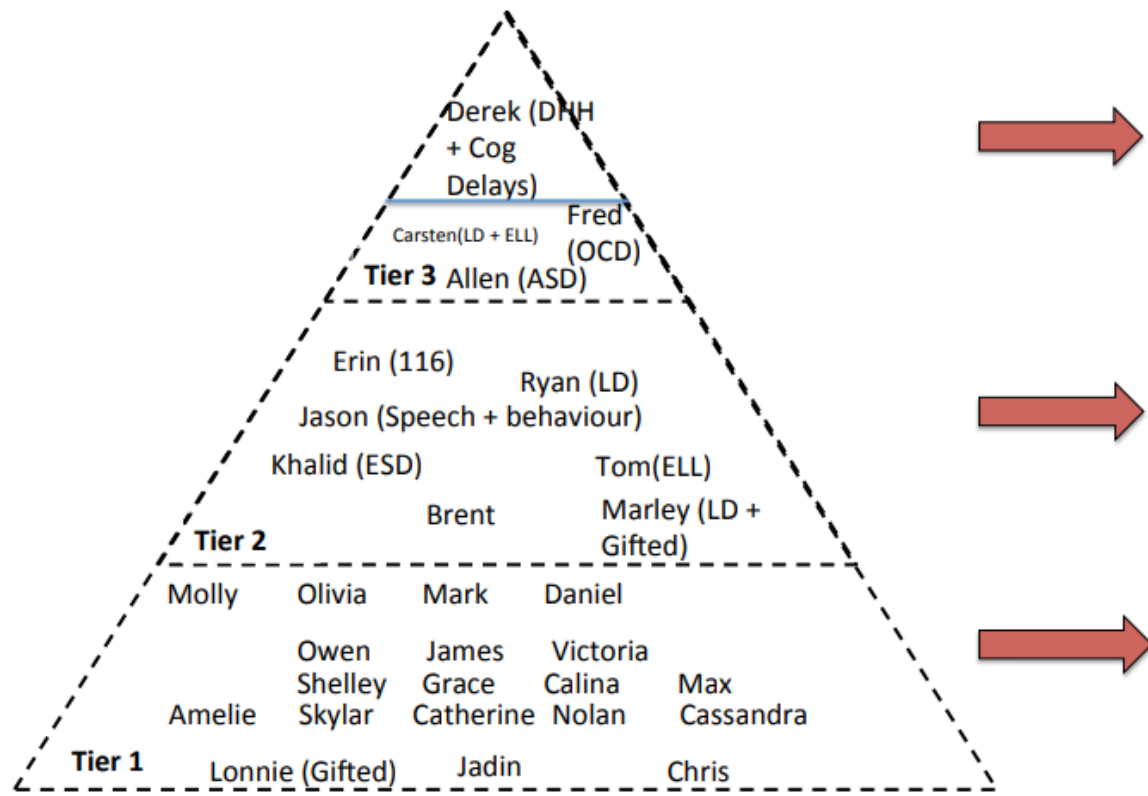 Derek (DHH
+ Cog
Delays)
Carsten(LD + ELL)
Fred
(OCD)
Tier 3
Allen (ASD)
Erin (116)
Ryan (LD)
Jason (Speech + behaviour)
Khalid (ESD)
Tom(ELL)
Brent
Marley (LD +
Gifted)
Tier 2
Molly Olivia Mark Daniel
Owen James Victoria
Shelley Grace Calina Max
Amelie Skylar Catherine Nolan Cassandra
Tier 1
Lonnie (Gifted) Jadin Chris